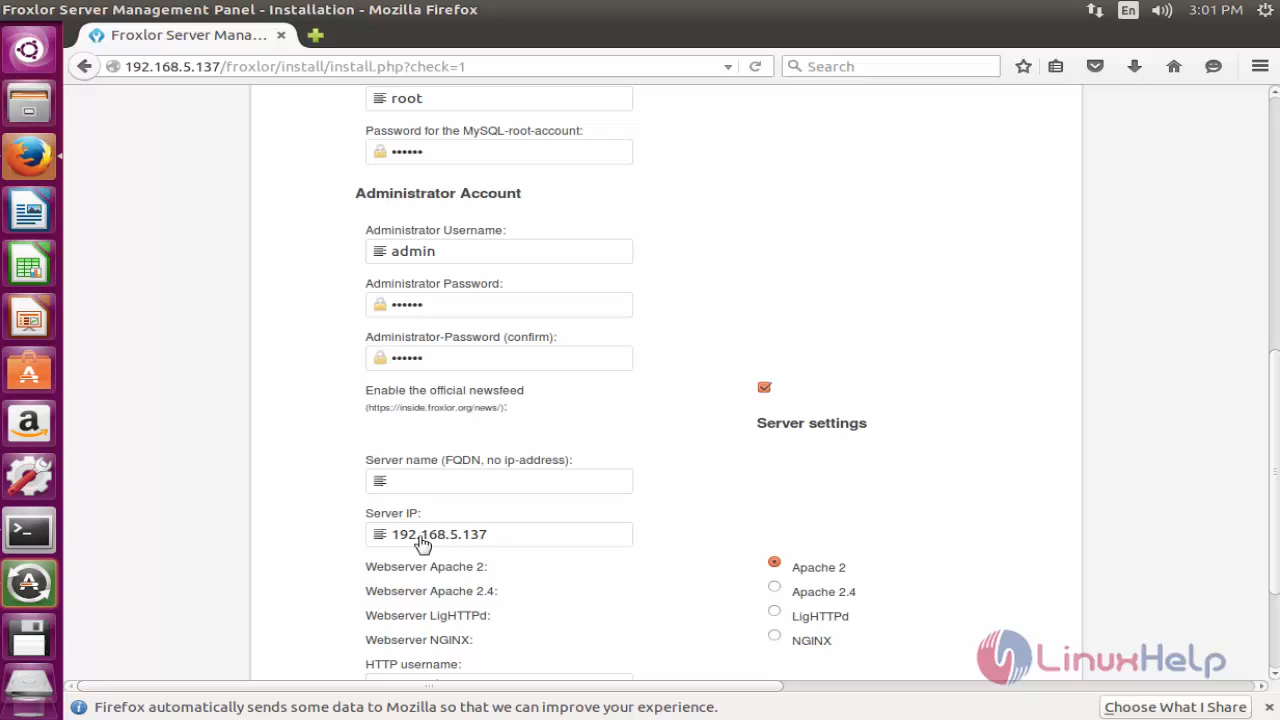 Froxlor Server Management Panel - Installation - Mozilla Firefox
En
3:01 PM
Froxlor Server Mana...
192.168.5.137/froxlor/install/install.php?check=1
Search
root
Password for the MySQL-root-account:
••••••
Administrator Account
Administrator Username:
admin
Administrator Password:
••••••
Administrator-Password (confirm):
••••••
Enable the official newsfeed
(https://inside.froxlor.org/news/):
Server settings
Server name (FQDN, no ip-address):
Server IP:
192.168.5.137
Webserver Apache 2:
Apache 2
Webserver Apache 2.4:
Apache 2.4
Webserver LigHTTPd:
LigHTTPd
Webserver NGINX:
NGINX
HTTP username:
LinuxHelp
Firefox automatically sends some data to Mozilla so that we can improve your experience.
Choose What I Share